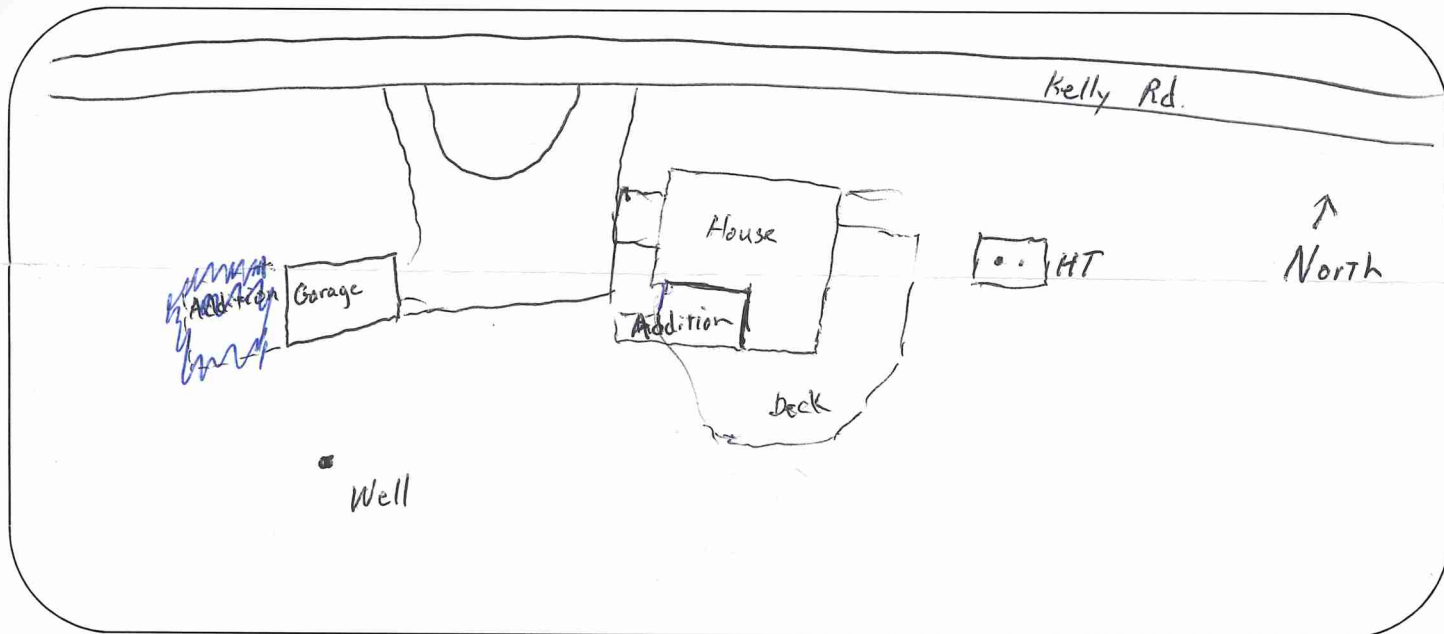 Kelly Rd.
House
HT
North
Addition
Garage
Addition
Deck
Well